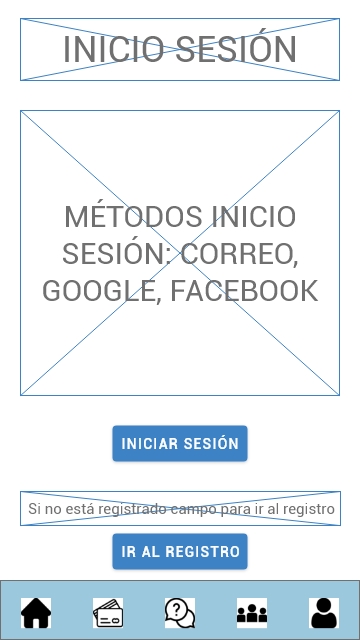 INICIO SESIÓN
MÉTODOS INICIO
SESIÓN: CORREO,
GOOGLE, FACEBOOK
INICIAR SESIÓN
Si no está registrado campo para ir al registro
IR AL REGISTRO
?